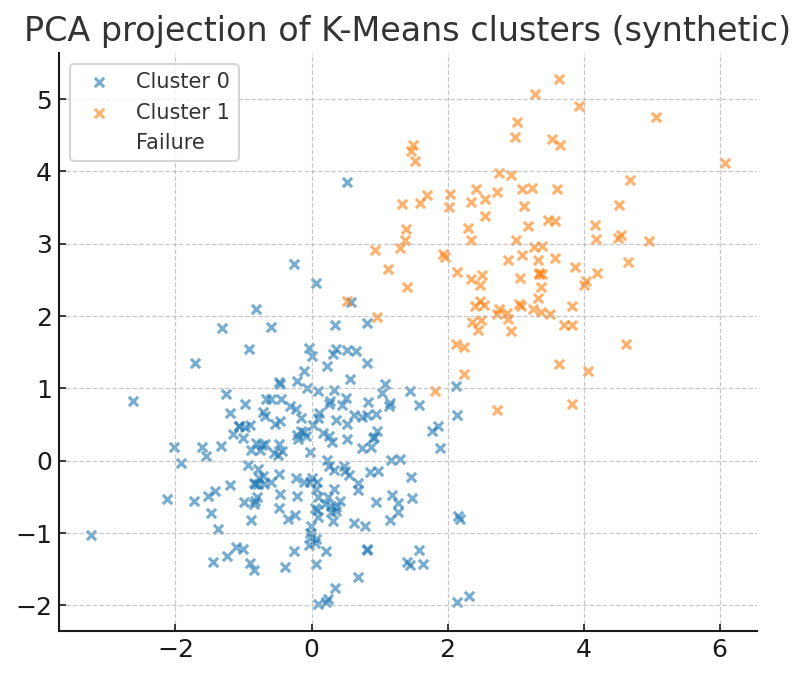 PCA projection of K-Means clusters (synthetic)
Cluster 0
Cluster 1
Failure
5
4
3
2
1
0
−1
−2
−2 0 2 4 6